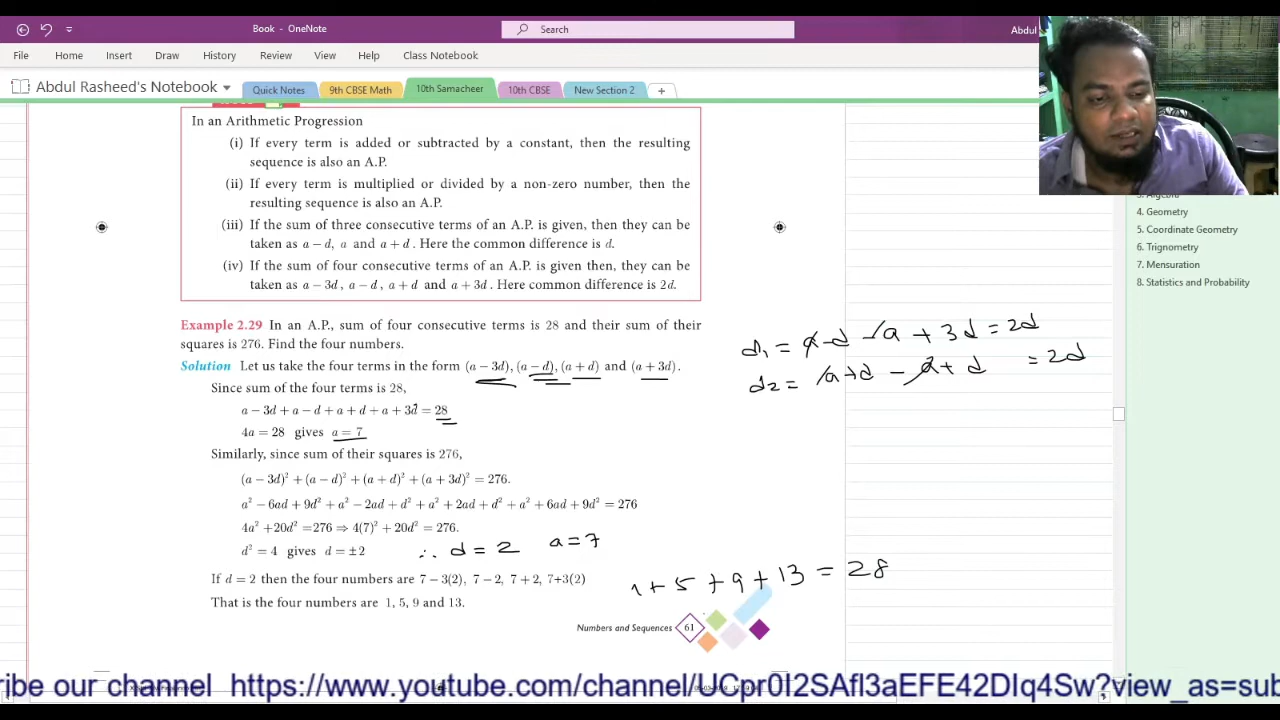 Book - OneNote
Search
Abdul
File Home Insert Draw History Review View Help Class Notebook
Abdul Rasheed's Notebook
Quick Notes 9th CBSE Math 10th Samacheer 10th CBSE New Section 2 +
In an Arithmetic Progression
(i) If every term is added or subtracted by a constant, then the resulting
sequence is also an A.P.
(ii) If every term is multiplied or divided by a non-zero number, then the
resulting sequence is also an A.P.
(iii) If the sum of three consecutive terms of an A.P. is given, then they can be
taken as a − d, a and a + d. Here the common difference is d.
(iv) If the sum of four consecutive terms of an A.P. is given then, they can be
taken as a − 3d, a − d, a + d and a + 3d. Here common difference is 2d.
4. Geometry
5. Coordinate Geometry
6. Trignometry
7. Mensuration
8. Statistics and Probability
Example 2.29 In an A.P., sum of four consecutive terms is 28 and their sum of their
squares is 276. Find the four numbers.
Solution Let us take the four terms in the form (a − 3d), (a − d), (a + d) and (a + 3d).
Since sum of the four terms is 28,
a − 3d + a − d + a + d + a + 3d = 28
4a = 28 gives a = 7
Similarly, since sum of their squares is 276,
(a − 3d)² + (a − d)² + (a + d)² + (a + 3d)² = 276.
a² − 6ad + 9d² + a² − 2ad + d² + a² + 2ad + d² + a² + 6ad + 9d² = 276
4a² + 20d² = 276 ⇒ 4(7)² + 20d² = 276.
d² = 4 gives d = ±2
∴ d = 2 a = 7
If d = 2 then the four numbers are 7 − 3(2), 7 − 2, 7 + 2, 7+3(2)
That is the four numbers are 1, 5, 9 and 13.
d₁ = a − d − a + 3d = 2d
d₂ = a + d − a + d = 2d
1 + 5 + 9 + 13 = 28
Numbers and Sequences 61
ribe our channel https://www.youtube.com/channel/UCpr0I2SAfl3aEFE42DIq4Sw?view_as=sub